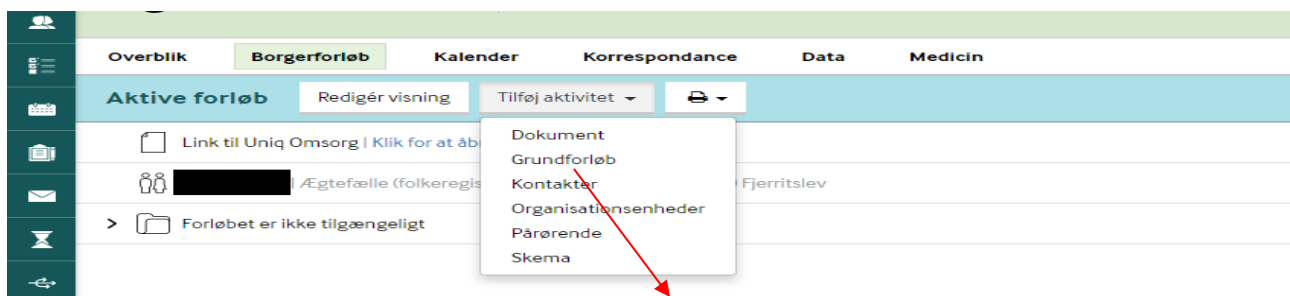 Overblik Borgerforløb Kalender Korrespondance Data Medicin
Aktive forløb Redigér visning Tilføj aktivitet
Link til Uniq Omsorg | Klik for at åb
| Ægtefælle (folkeregis Fjerritslev
Forløbet er ikke tilgængeligt
Dokument
Grundforløb
Kontakter
Organisationsenheder
Pårørende
Skema